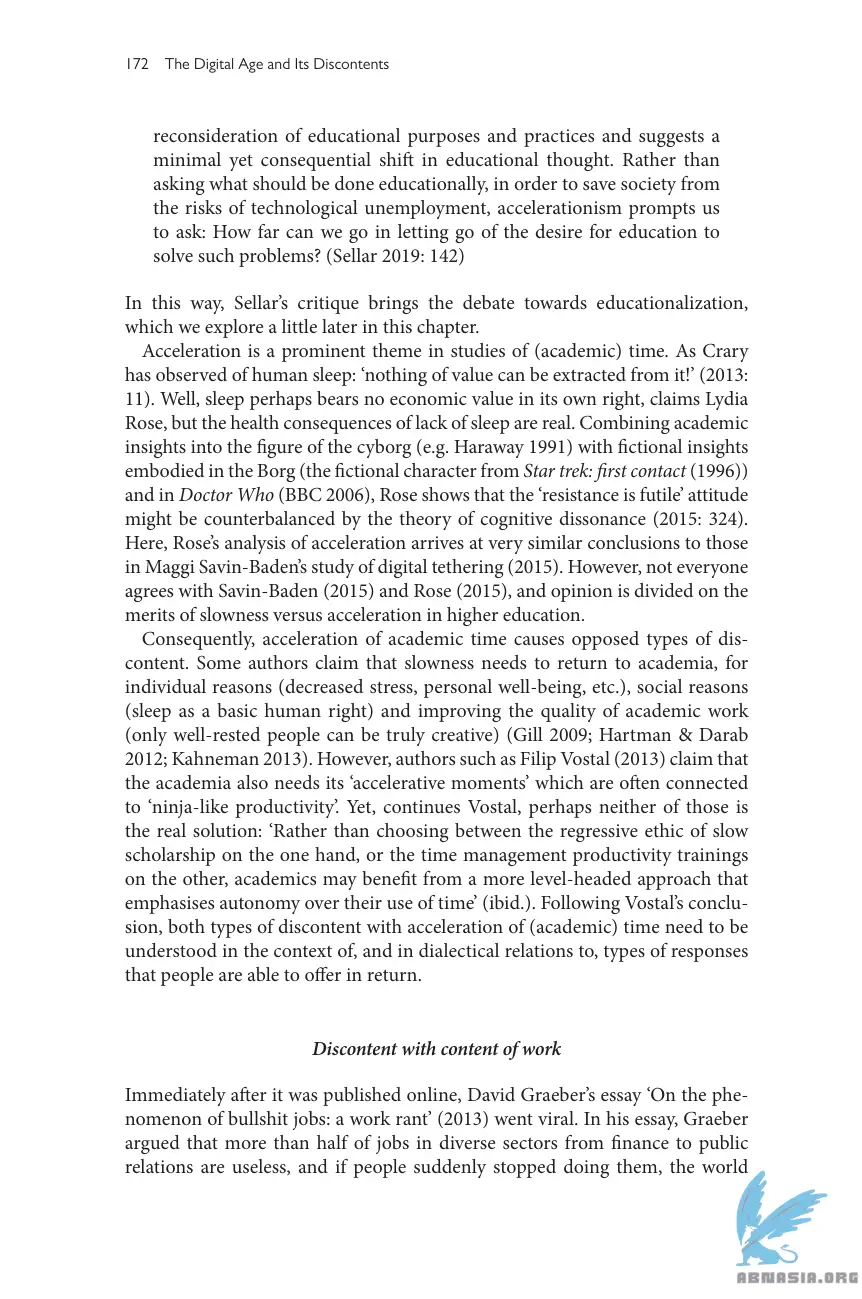 172 The Digital Age and Its Discontents
reconsideration of educational purposes and practices and suggests a
minimal yet consequential shift in educational thought. Rather than
asking what should be done educationally, in order to save society from
the risks of technological unemployment, accelerationism prompts us
to ask: How far can we go in letting go of the desire for education to
solve such problems? (Sellar 2019: 142)
In this way, Sellar’s critique brings the debate towards educationalization,
which we explore a little later in this chapter.
Acceleration is a prominent theme in studies of (academic) time. As Crary
has observed of human sleep: ‘nothing of value can be extracted from it!’ (2013:
11). Well, sleep perhaps bears no economic value in its own right, claims Lydia
Rose, but the health consequences of lack of sleep are real. Combining academic
insights into the figure of the cyborg (e.g. Haraway 1991) with fictional insights
embodied in the Borg (the fictional character from Star trek: first contact (1996))
and in Doctor Who (BBC 2006), Rose shows that the ‘resistance is futile’ attitude
might be counterbalanced by the theory of cognitive dissonance (2015: 324).
Here, Rose’s analysis of acceleration arrives at very similar conclusions to those
in Maggi Savin-Baden’s study of digital tethering (2015). However, not everyone
agrees with Savin-Baden (2015) and Rose (2015), and opinion is divided on the
merits of slowness versus acceleration in higher education.
Consequently, acceleration of academic time causes opposed types of dis-
content. Some authors claim that slowness needs to return to academia, for
individual reasons (decreased stress, personal well-being, etc.), social reasons
(sleep as a basic human right) and improving the quality of academic work
(only well-rested people can be truly creative) (Gill 2009; Hartman & Darab
2012; Kahneman 2013). However, authors such as Filip Vostal (2013) claim that
the academia also needs its ‘accelerative moments’ which are often connected
to ‘ninja-like productivity’. Yet, continues Vostal, perhaps neither of those is
the real solution: ‘Rather than choosing between the regressive ethic of slow
scholarship on the one hand, or the time management productivity trainings
on the other, academics may benefit from a more level-headed approach that
emphasises autonomy over their use of time’ (ibid.). Following Vostal’s conclu-
sion, both types of discontent with acceleration of (academic) time need to be
understood in the context of, and in dialectical relations to, types of responses
that people are able to offer in return.
Discontent with content of work
Immediately after it was published online, David Graeber’s essay ‘On the phe-
nomenon of bullshit jobs: a work rant’ (2013) went viral. In his essay, Graeber
argued that more than half of jobs in diverse sectors from finance to public
relations are useless, and if people suddenly stopped doing them, the world
ABNASIA.ORG